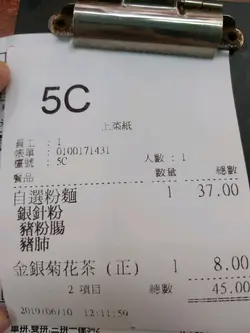 5C
上菜紙
員工 : 1
帳單 : 0100171431
檯號 : 5C 人數 : 1
餐品 數量 總數
自選粉麵 1 37.00
銀針粉
豬粉腸
豬肺
金銀菊花茶 (正) 1 8.00
2 項目 總數 45.00
2019/06/10 12:11:59